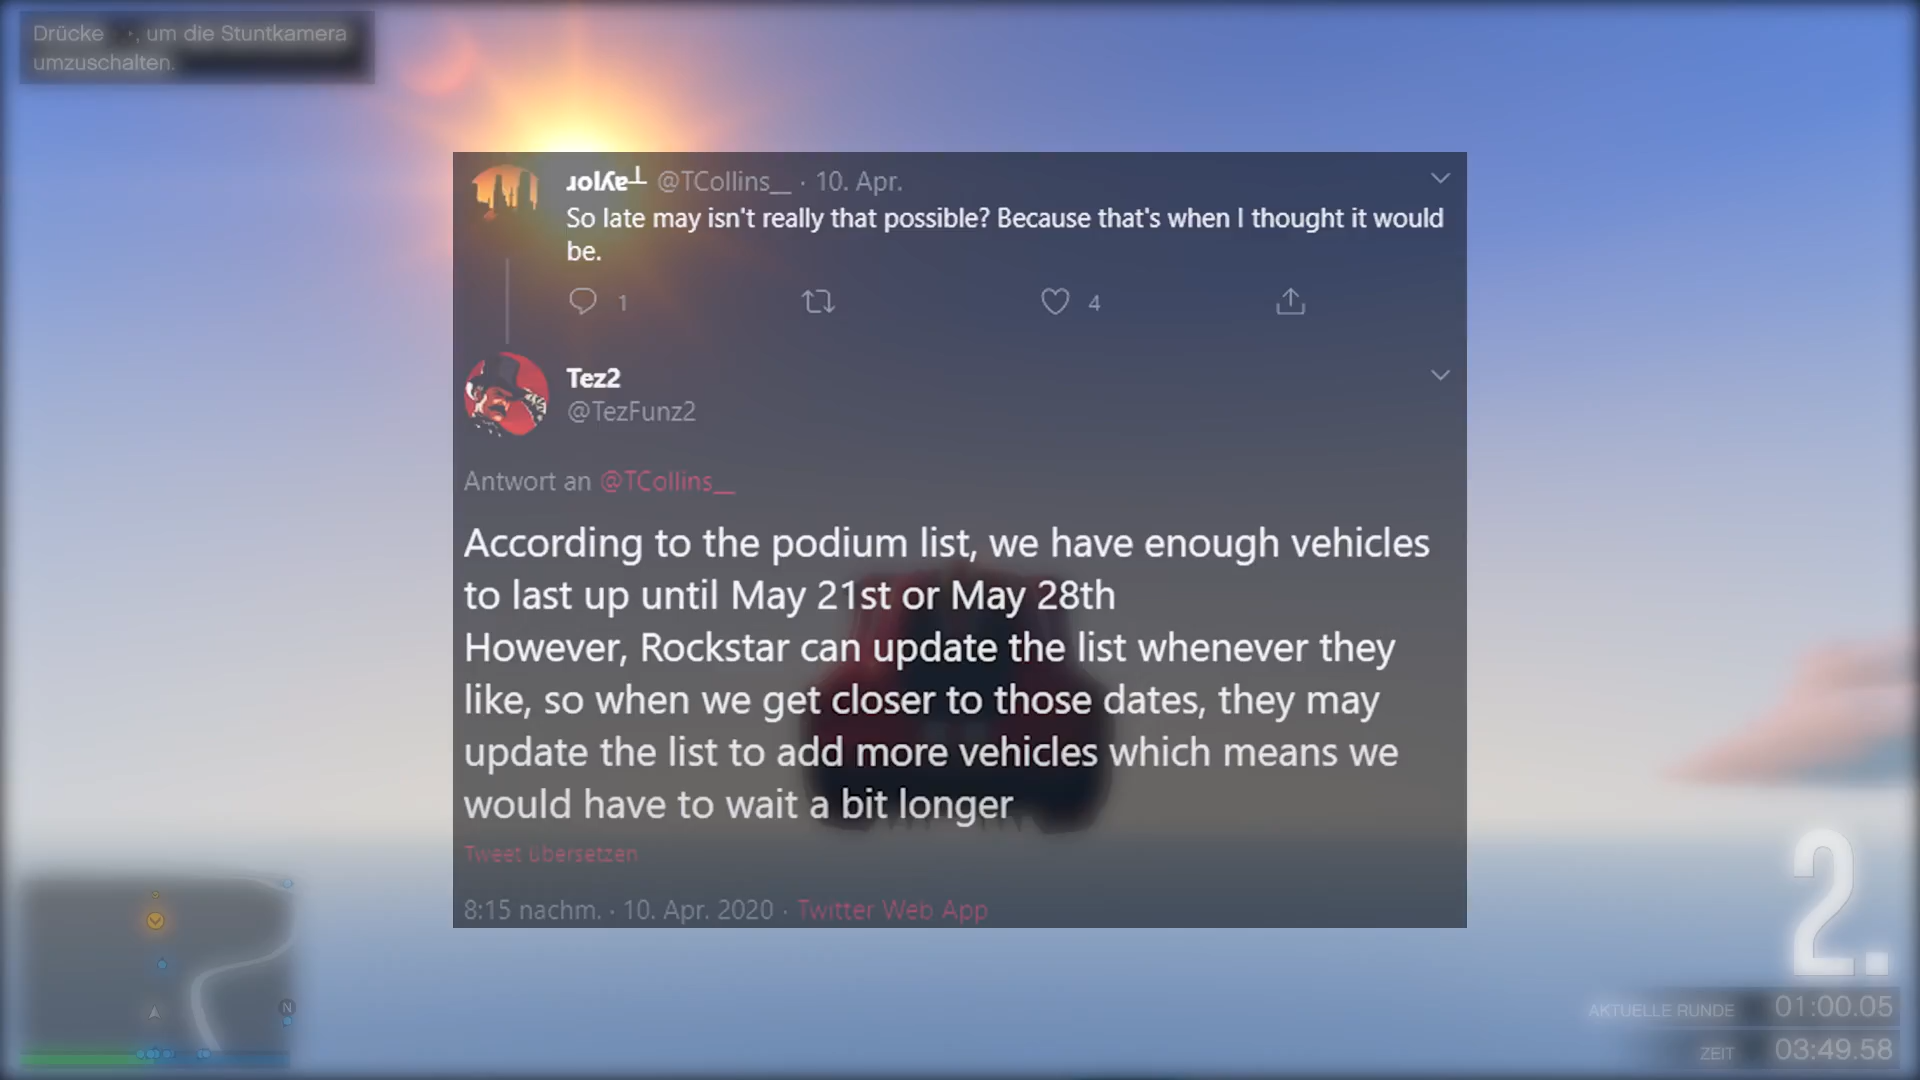 Drücke , um die Stuntkamera
umzuschalten.
ɹolʎɐ⊥ @TCollins__ · 10. Apr.
So late may isn't really that possible? Because that's when I thought it would
be.
1 4
Tez2
@TezFunz2
Antwort an @TCollins__
According to the podium list, we have enough vehicles
to last up until May 21st or May 28th
However, Rockstar can update the list whenever they
like, so when we get closer to those dates, they may
update the list to add more vehicles which means we
would have to wait a bit longer
Tweet übersetzen
8:15 nachm. · 10. Apr. 2020 · Twitter Web App
N
2.
AKTUELLE RUNDE 01:00.05
ZEIT 03:49.58